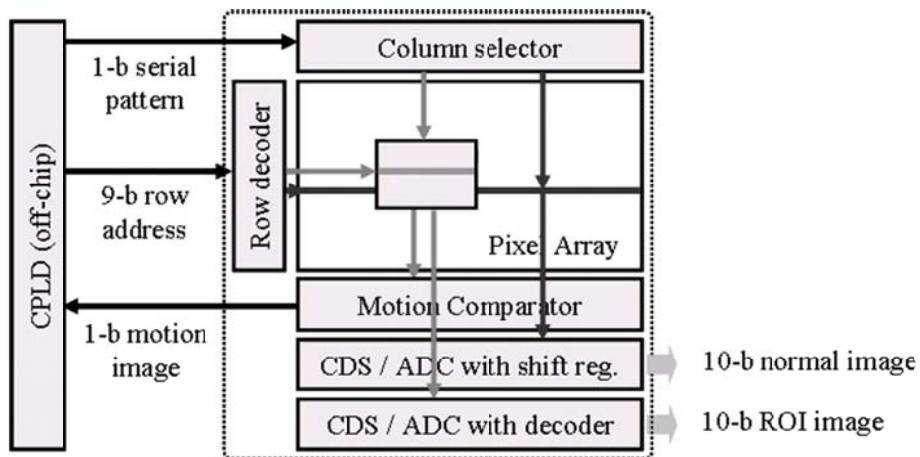 CPLD (off-chip)
1-b serial
pattern
9-b row
address
1-b motion
image
Row decoder
Column selector
Pixel Array
Motion Comparator
CDS / ADC with shift reg.
CDS / ADC with decoder
10-b normal image
10-b ROI image